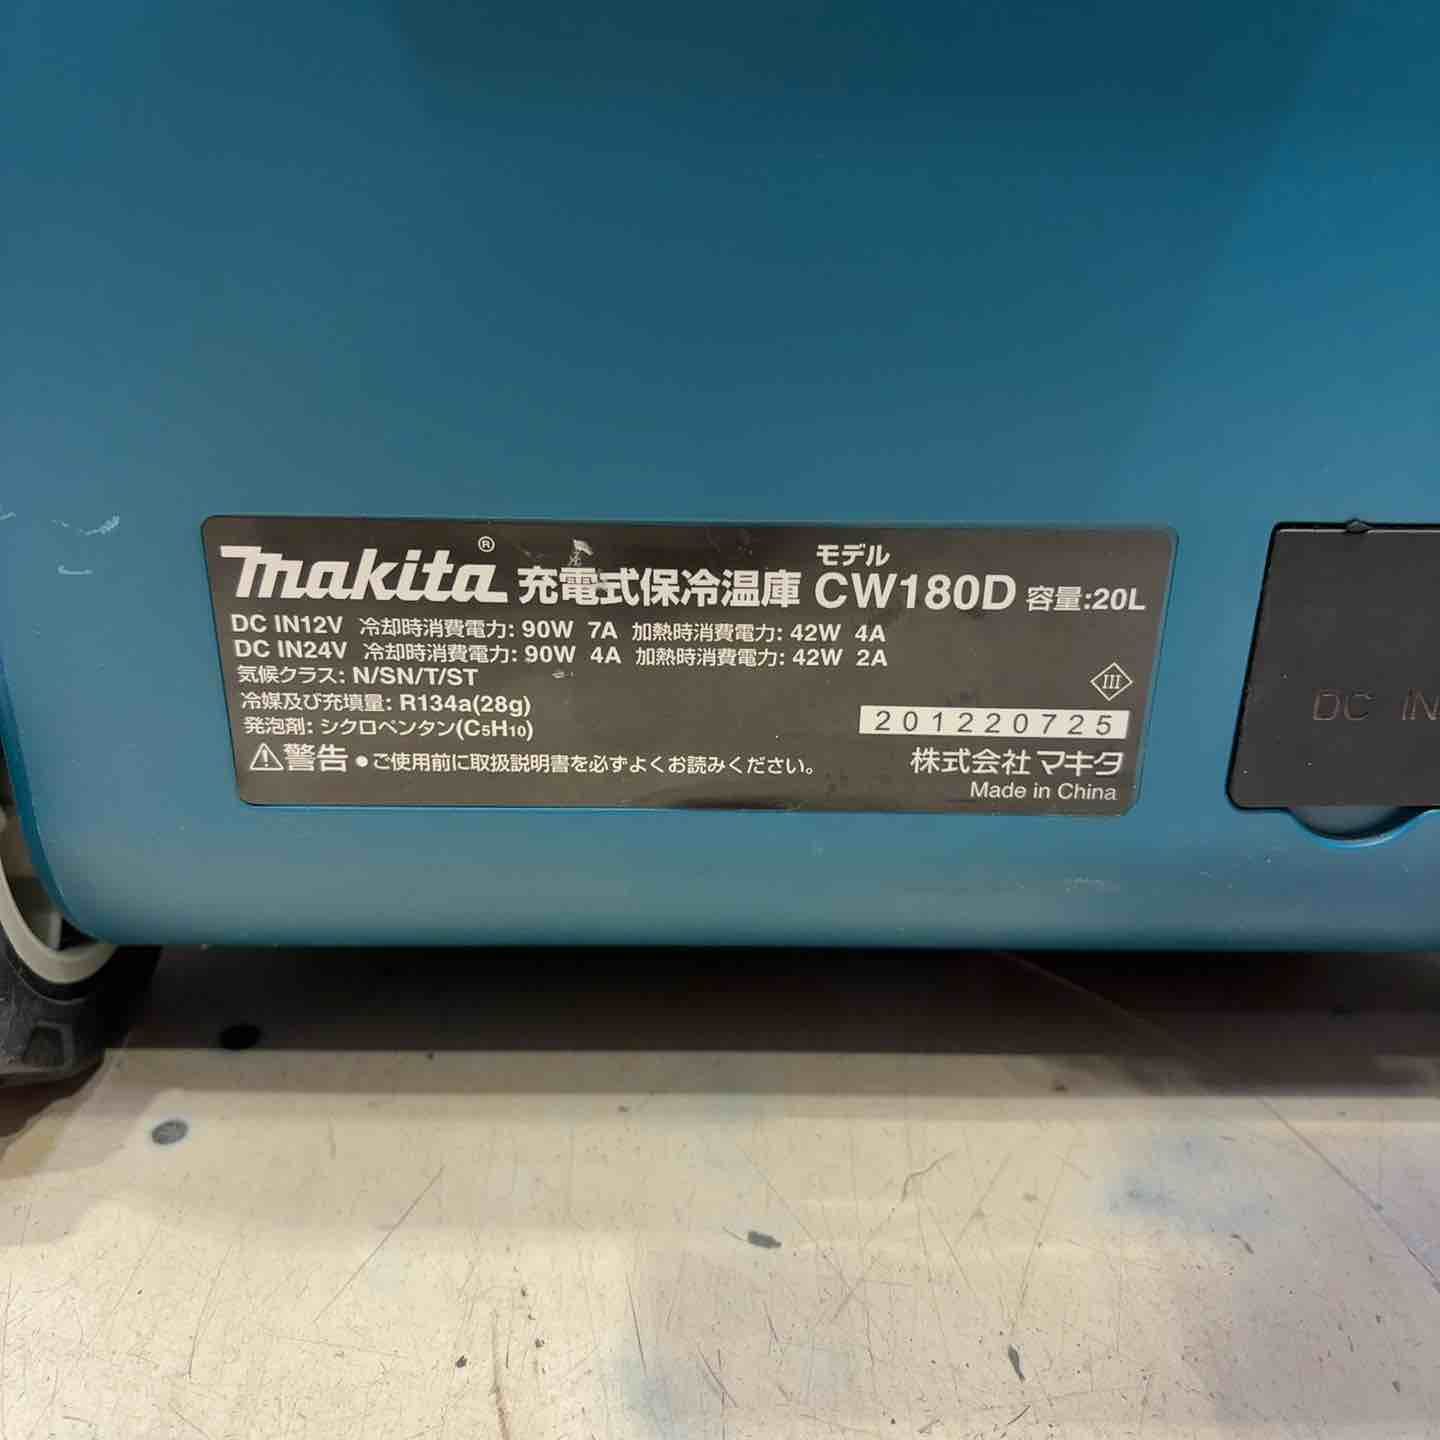 makita® 充電式保冷温庫 モデル CW180D 容量:20L
DC IN12V 冷却時消費電力: 90W 7A 加熱時消費電力: 42W 4A
DC IN24V 冷却時消費電力: 90W 4A 加熱時消費電力: 42W 2A
気候クラス: N/SN/T/ST
III
冷媒及び充填量: R134a(28g)
発泡剤: シクロペンタン(C5H10)
201220725
⚠警告 ●ご使用前に取扱説明書を必ずよくお読みください。
株式会社 マキタ
Made in China
DC IN